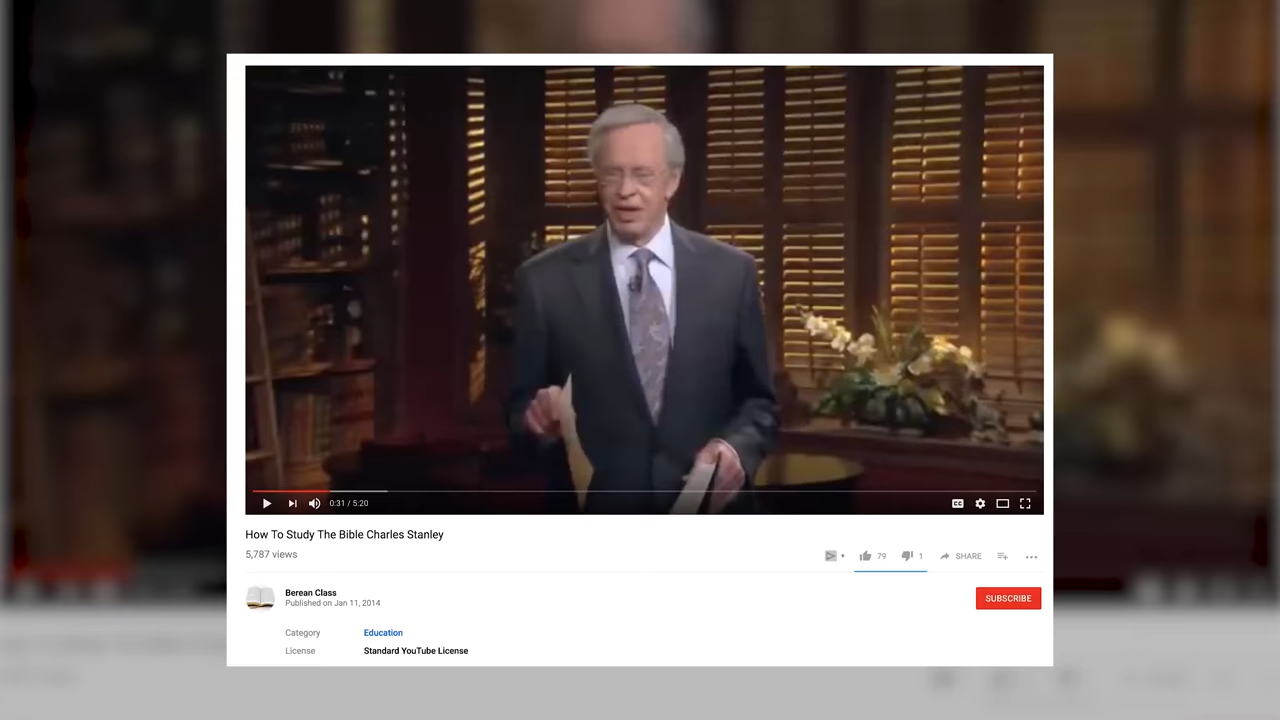 0:31 / 5:20
CC
How To Study The Bible Charles Stanley
5,787 views
79
1
SHARE
Berean Class
Published on Jan 11, 2014
SUBSCRIBE
Category
Education
License
Standard YouTube License